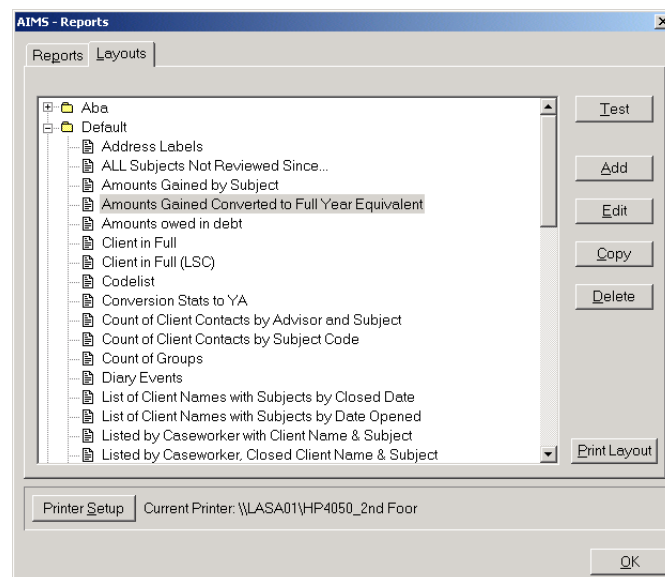 AIMS - Reports
Reports Layouts
Aba
Default
Address Labels
ALL Subjects Not Reviewed Since...
Amounts Gained by Subject
Amounts Gained Converted to Full Year Equivalent
Amounts owed in debt
Client in Full
Client in Full (LSC)
Codelist
Conversion Stats to YA
Count of Client Contacts by Advisor and Subject
Count of Client Contacts by Subject Code
Count of Groups
Diary Events
List of Client Names with Subjects by Closed Date
List of Client Names with Subjects by Date Opened
Listed by Caseworker with Client Name & Subject
Listed by Caseworker, Closed Client Name & Subject
Test
Add
Edit
Copy
Delete
Print Layout
Printer Setup Current Printer: \\LASA01\HP4050_2nd Foor
OK